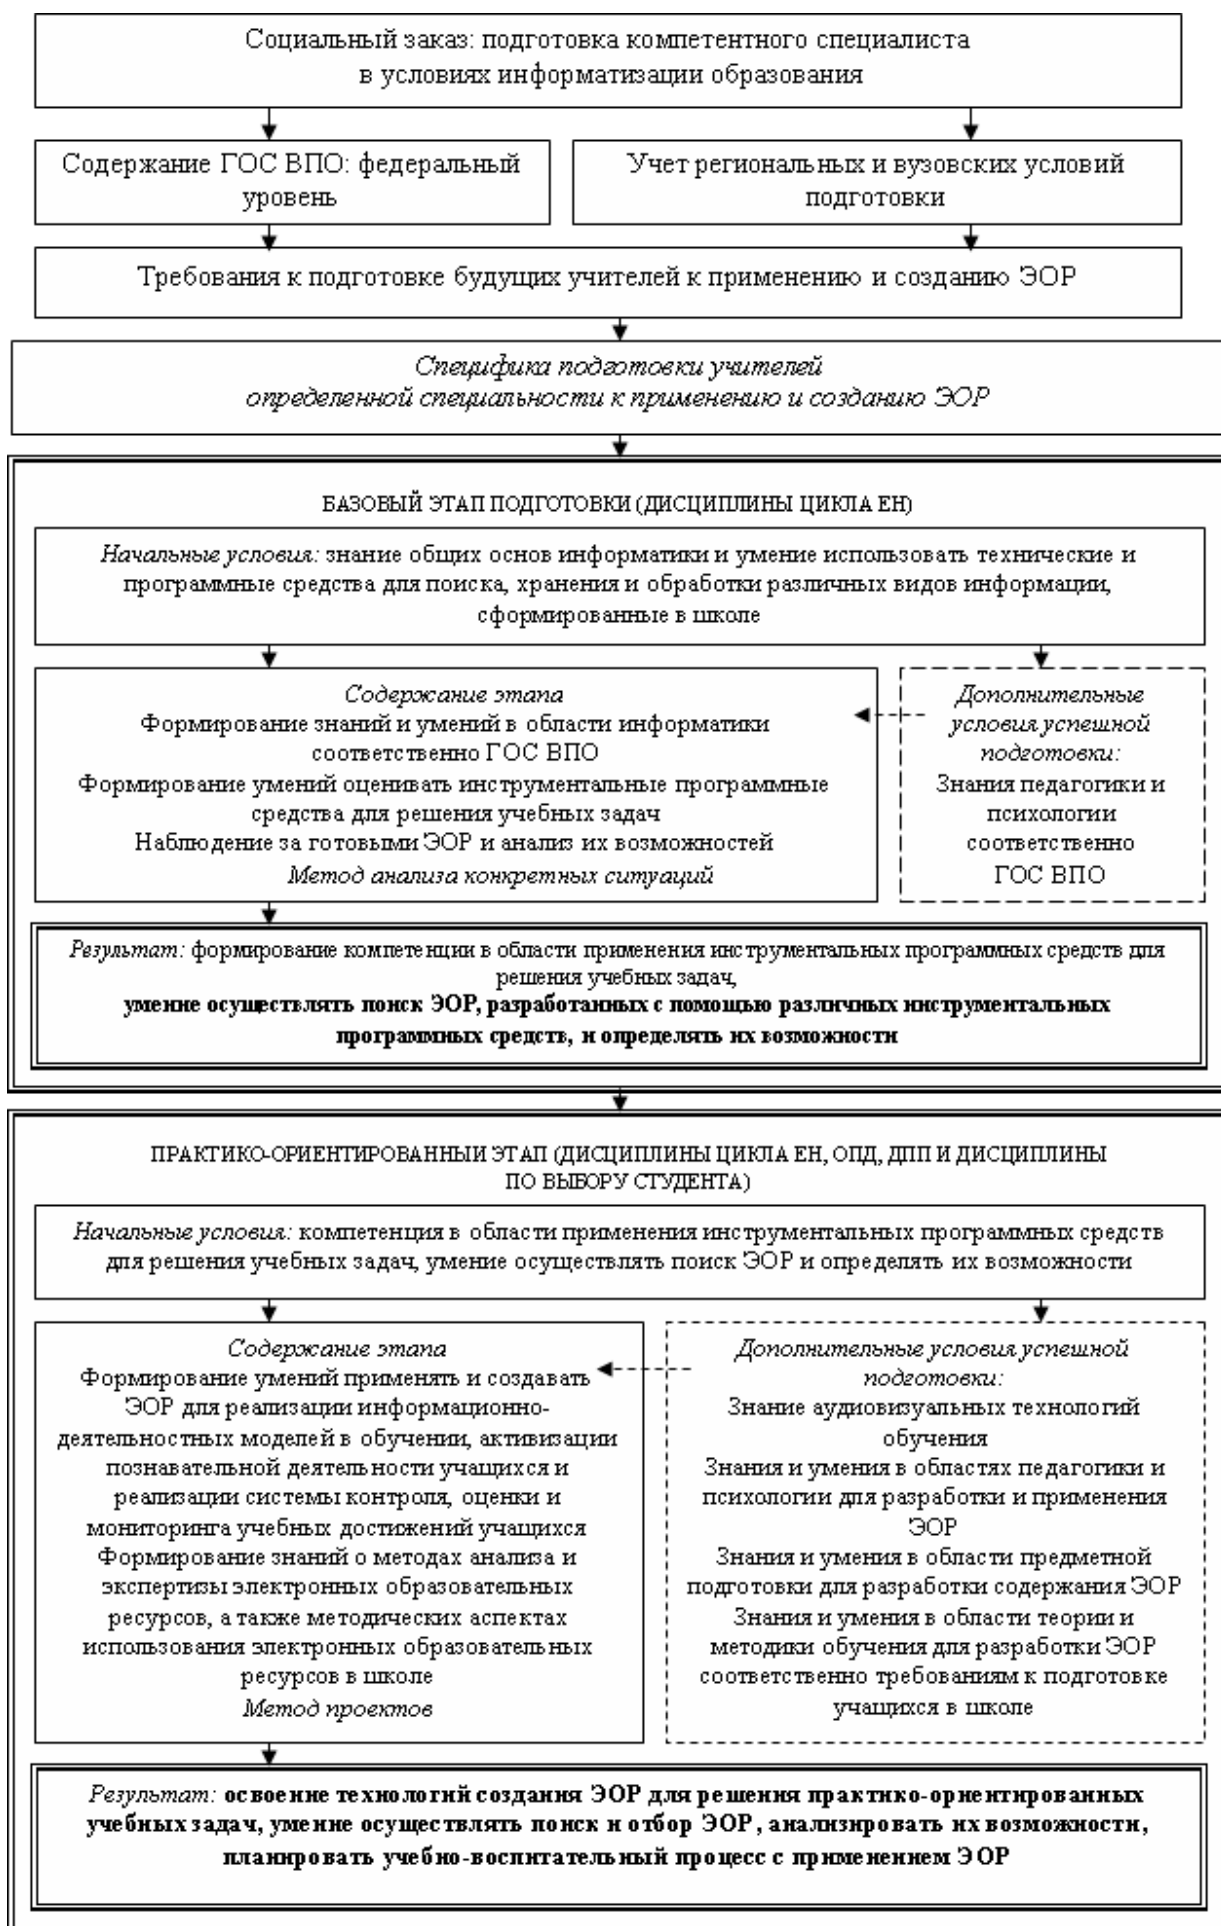 Социальный заказ: подготовка компетентного специалиста
в условиях информатизации образования
Содержание ГОС ВПО: федеральный
уровень
Учет региональных и вузовских условий
подготовки
Требования к подготовке будущих учителей к применению и созданию ЭОР
Специфика подготовки учителей
определенной специальности к применению и созданию ЭОР
БАЗОВЫЙ ЭТАП ПОДГОТОВКИ (ДИСЦИПЛИНЫ ЦИКЛА ЕН)
Начальные условия: знание общих основ информатики и умение использовать технические и
программные средства для поиска, хранения и обработки различных видов информации,
сформированные в школе
Содержание этапа
Формирование знаний и умений в области информатики
соответственно ГОС ВПО
Формирование умений оценивать инструментальные программные
средства для решения учебных задач
Наблюдение за готовыми ЭОР и анализ их возможностей
Метод анализа конкретных ситуаций
Дополнительные
условия успешной
подготовки:
Знания педагогики и
психологии
соответственно
ГОС ВПО
Результат: формирование компетенции в области применения инструментальных программных средств для
решения учебных задач,
умение осуществлять поиск ЭОР, разработанных с помощью различных инструментальных
программных средств, и определять их возможности
ПРАКТИКО-ОРИЕНТИРОВАННЫЙ ЭТАП (ДИСЦИПЛИНЫ ЦИКЛА ЕН, ОПД, ДПП И ДИСЦИПЛИНЫ
ПО ВЫБОРУ СТУДЕНТА)
Начальные условия: компетенция в области применения инструментальных программных средств
для решения учебных задач, умение осуществлять поиск ЭОР и определять их возможности
Содержание этапа
Формирование умений применять и создавать
ЭОР для реализации информационно-
деятельностных моделей в обучении, активизации
познавательной деятельности учащихся и
реализации системы контроля, оценки и
мониторинга учебных достижений учащихся
Формирование знаний о методах анализа и
экспертизы электронных образовательных
ресурсов, а также методических аспектах
использования электронных образовательных
ресурсов в школе
Метод проектов
Дополнительные условия успешной
подготовки:
Знание аудиовизуальных технологий
обучения
Знания и умения в областях педагогики и
психологии для разработки и применения
ЭОР
Знания и умения в области предметной
подготовки для разработки содержания ЭОР
Знания и умения в области теории и
методики обучения для разработки ЭОР
соответственно требованиям к подготовке
учащихся в школе
Результат: освоение технологий создания ЭОР для решения практико-ориентированных
учебных задач, умение осуществлять поиск и отбор ЭОР, анализировать их возможности,
планировать учебно-воспитательный процесс с применением ЭОР